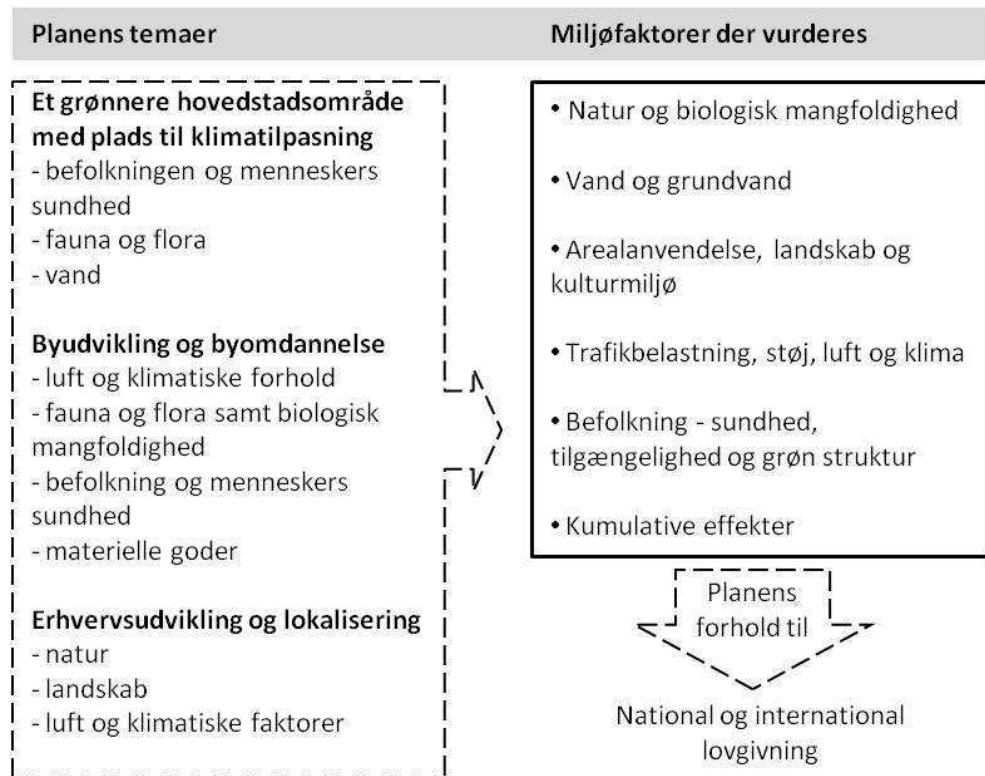 Planens temaer
Et grønnere hovedstadsområde
med plads til klimatilpasning
- befolkningen og menneskers
sundhed
- fauna og flora
- vand
Byudvikling og byomdannelse
- luft og klimatiske forhold
- fauna og flora samt biologisk
mangfoldighed
- befolkning og menneskers
sundhed
- materielle goder
Erhvervsudvikling og lokalisering
- natur
- landskab
- luft og klimatiske faktorer
Miljøfaktorer der vurderes
• Natur og biologisk mangfoldighed
• Vand og grundvand
• Arealanvendelse, landskab og
kulturmiljø
• Trafikbelastning, støj, luft og klima
• Befolkning - sundhed,
tilgængelighed og grøn struktur
• Kumulative effekter
Planens
forhold til
National og international
lovgivning